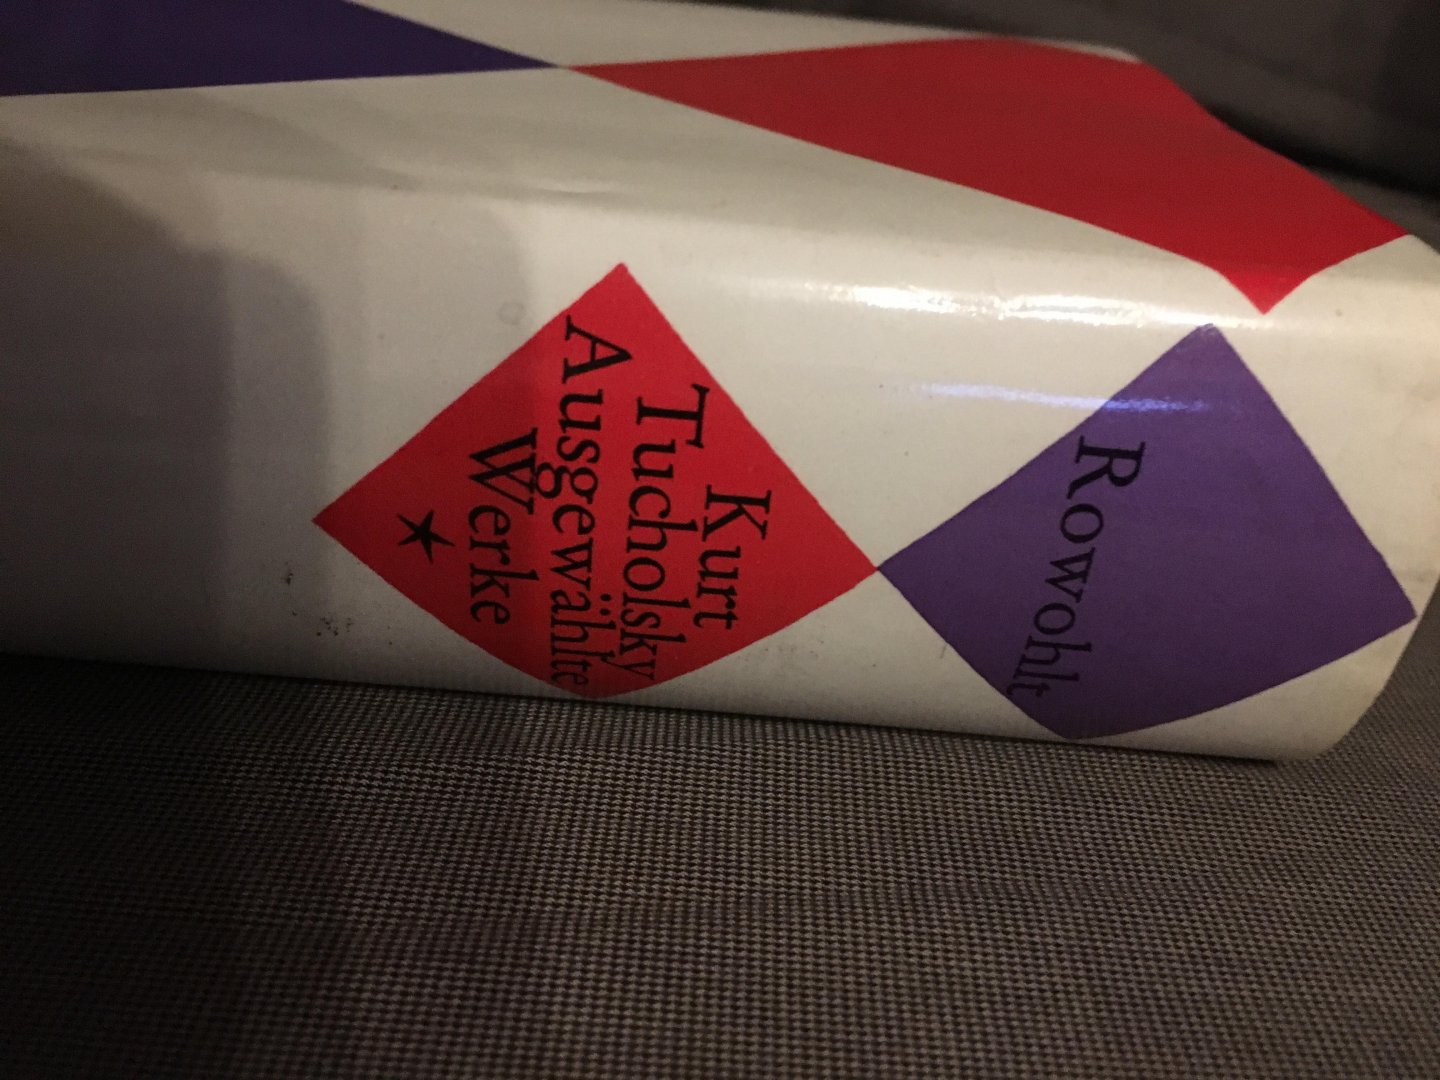 Kurt
Tucholsky
Ausgewählte
Werke
Rowohlt